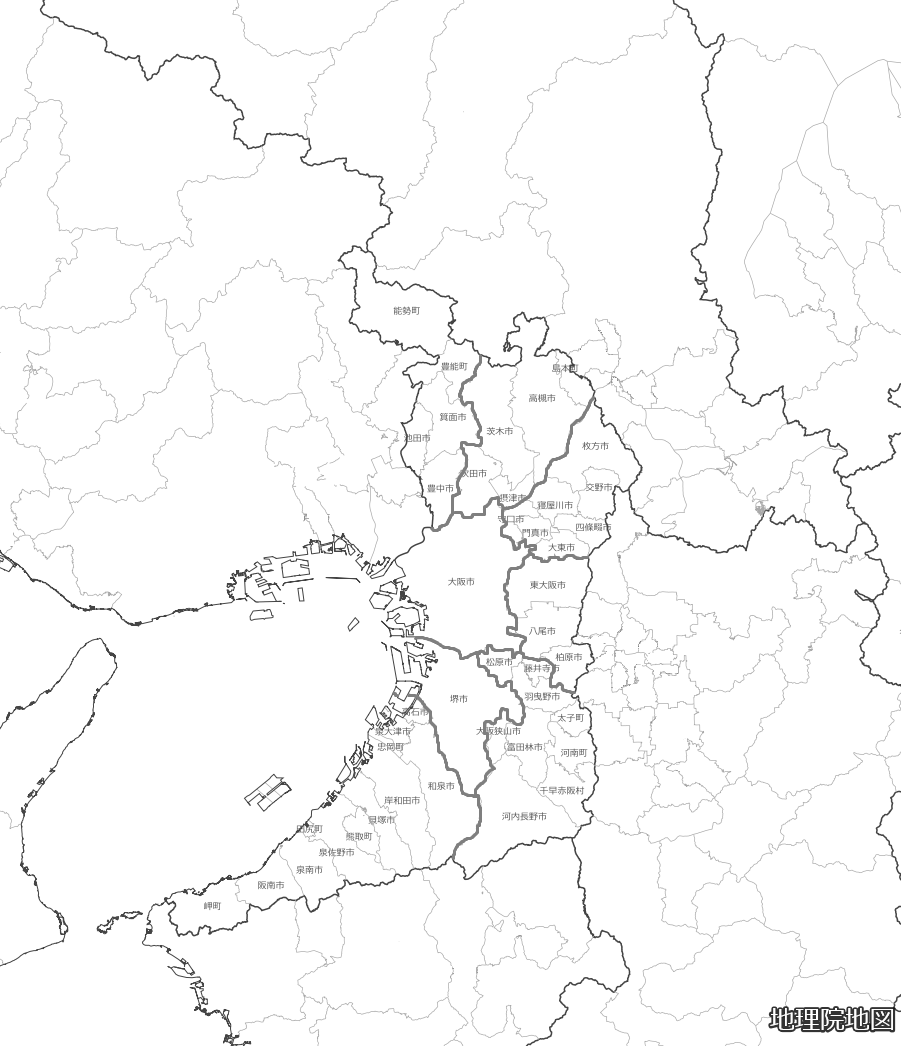 能勢町
豊能町
島本町
高槻市
箕面市
茨木市
池田市
枚方市
吹田市
豊中市
交野市
摂津市
寝屋川市
守口市
四條畷市
門真市
大東市
大阪市
東大阪市
八尾市
柏原市
松原市
藤井寺市
羽曳野市
堺市
高石市
太子町
泉大津市
大阪狭山市
忠岡町
富田林市
河南町
和泉市
千早赤阪村
岸和田市
河内長野市
貝塚市
田尻町
熊取町
泉佐野市
泉南市
阪南市
岬町
地理院地図